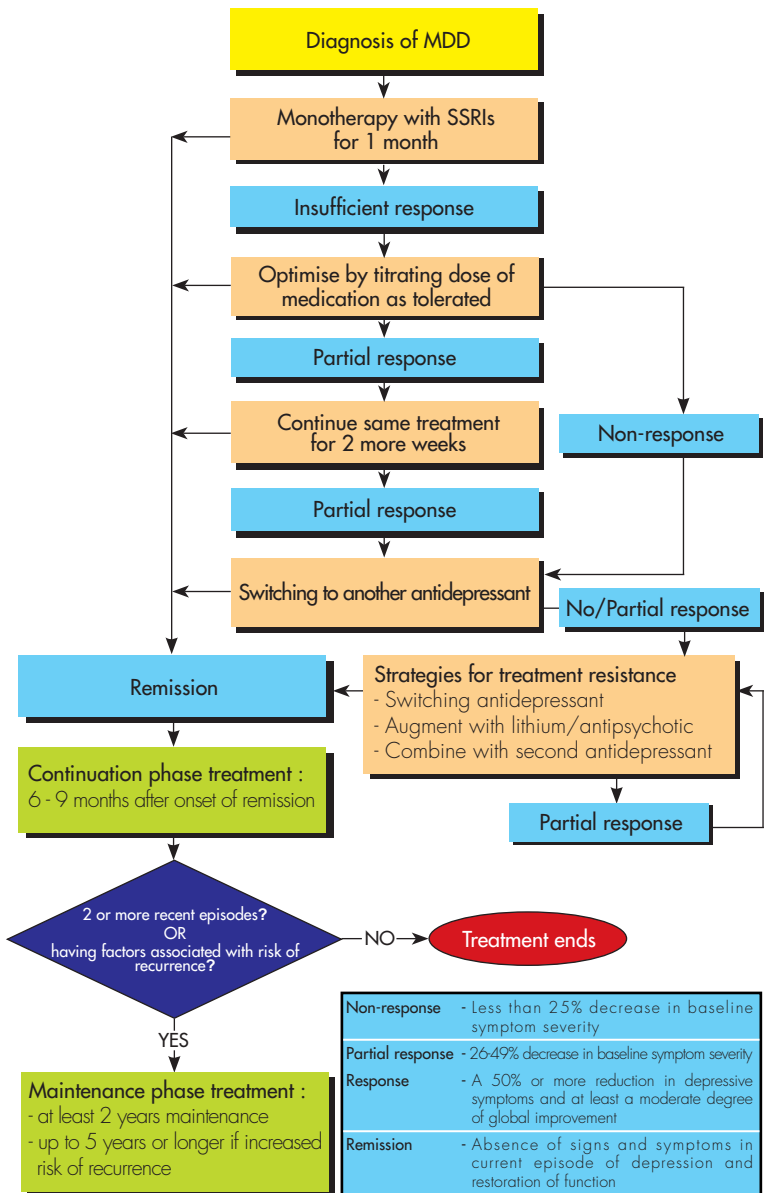 Diagnosis of MDD
Monotherapy with SSRIs
for 1 month
Insufficient response
Optimise by titrating dose of
medication as tolerated
Partial response
Continue same treatment
for 2 more weeks
Non-response
Partial response
Switching to another antidepressant
No/Partial response
Remission
Strategies for treatment resistance
- Switching antidepressant
- Augment with lithium/antipsychotic
- Combine with second antidepressant
Continuation phase treatment :
6 - 9 months after onset of remission
Partial response
2 or more recent episodes?
OR
having factors associated with risk of
recurrence?
NO
Treatment ends
YES
Maintenance phase treatment :
- at least 2 years maintenance
- up to 5 years or longer if increased
risk of recurrence
Non-response - Less than 25% decrease in baseline
symptom severity
Partial response - 26-49% decrease in baseline symptom severity
Response - A 50% or more reduction in depressive
symptoms and at least a moderate degree
of global improvement
Remission - Absence of signs and symptoms in
current episode of depression and
restoration of function